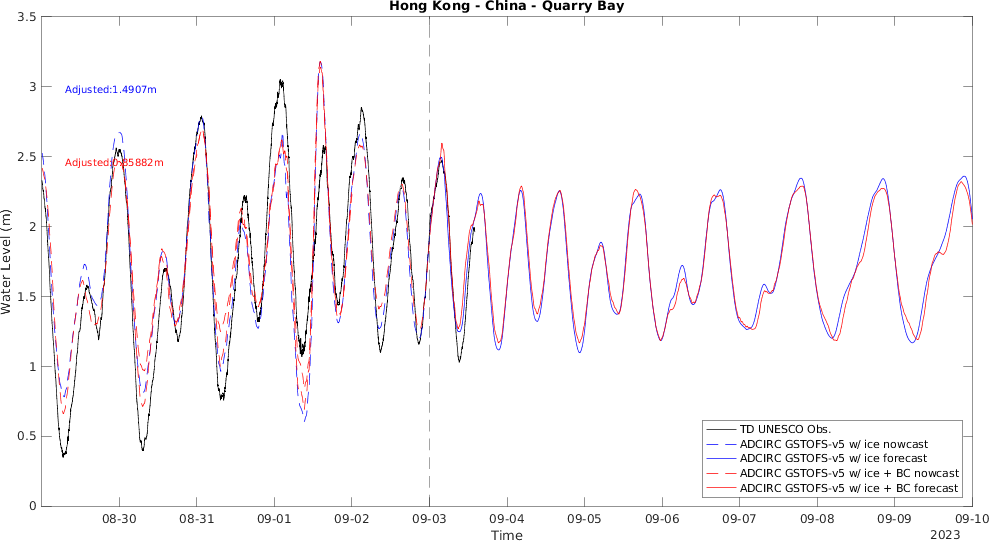 Hong Kong - China - Quarry Bay
3.5
3
2.5
2
1.5
1
0.5
0
Water Level (m)
Adjusted:1.4907m
Adjusted:0.85882m
TD UNESCO Obs.
ADCIRC GSTOFS-v5 w/ ice nowcast
ADCIRC GSTOFS-v5 w/ ice forecast
ADCIRC GSTOFS-v5 w/ ice + BC nowcast
ADCIRC GSTOFS-v5 w/ ice + BC forecast
08-30 08-31 09-01 09-02 09-03 09-04 09-05 09-06 09-07 09-08 09-09 09-10
Time
2023